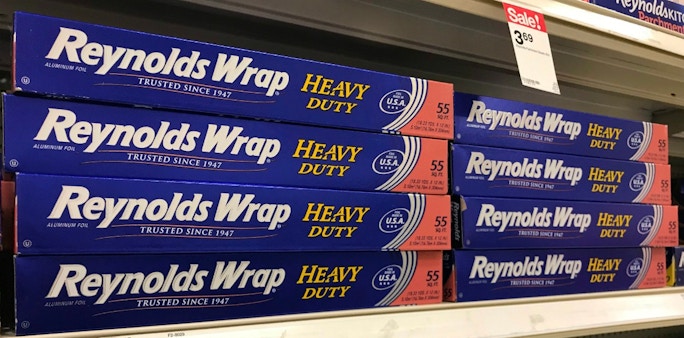 ReynoldsKITC
Parchment
Sale!
3.69
Reynolds Wrap
ALUMINUM FOIL
TRUSTED SINCE 1947
HEAVY
DUTY
MADE IN
U.S.A.
55
SQ. FT.
Reynolds Wrap
ALUMINUM FOIL
TRUSTED SINCE 1947
HEAVY
DUTY
U.S.A.
55
SQ. FT.
Reynolds Wrap
ALUMINUM FOIL
TRUSTED SINCE 1947
HEAVY
DUTY
U.S.A.
55
SQ. FT.
Reynolds Wrap
ALUMINUM FOIL
TRUSTED SINCE 1947
HEAVY
DUTY
U.S.A.
55
SQ. FT.
Reynolds Wrap
TRUSTED SINCE 1947
HEAVY
DUTY
U.S.A.
55
Reynolds Wrap
TRUSTED SINCE 1947
HEAVY
DUTY
U.S.A.
55
Reynolds
Reynolds Wrap
TRUSTED SINCE 1947
HEAVY
DUTY
U.S.A.
55
Reynolds Wrap
TRUSTED SINCE 1947
HEAVY
DUTY
U.S.A.
55